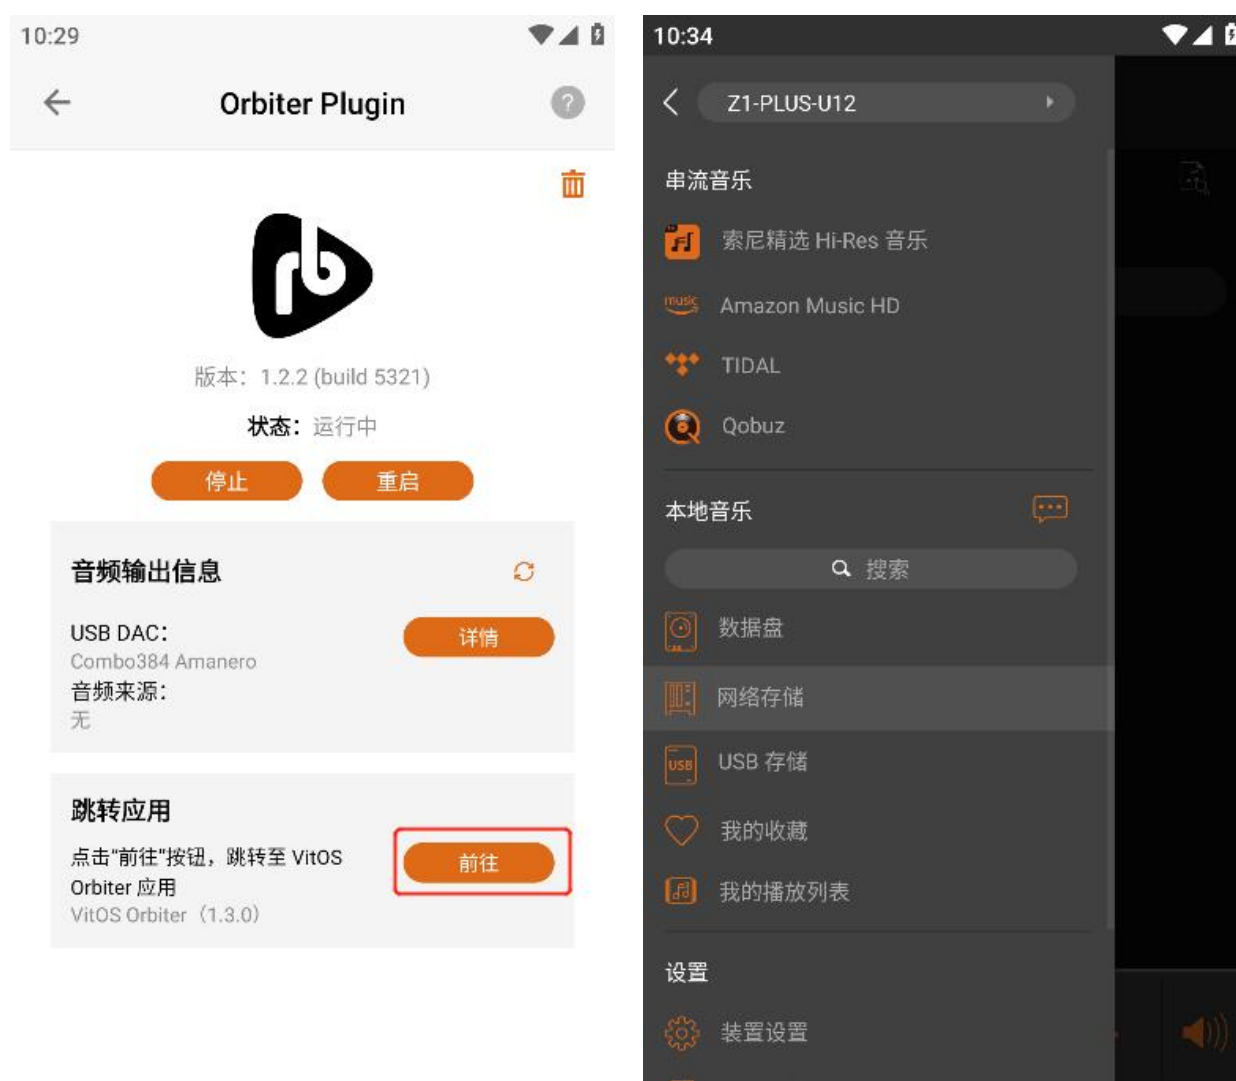 10:29
Orbiter Plugin
?
版本：1.2.2 (build 5321)
状态：运行中
停止
重启
音频输出信息
USB DAC：
详情
Combo384 Amanero
音频来源：
无
跳转应用
点击"前往"按钮，跳转至 VitOS
Orbiter 应用
前往
VitOS Orbiter（1.3.0）
10:34
Z1-PLUS-U12
串流音乐
索尼精选 Hi-Res 音乐
music
Amazon Music HD
TIDAL
Qobuz
本地音乐
搜索
数据盘
网络存储
USB
USB 存储
我的收藏
我的播放列表
设置
装置设置